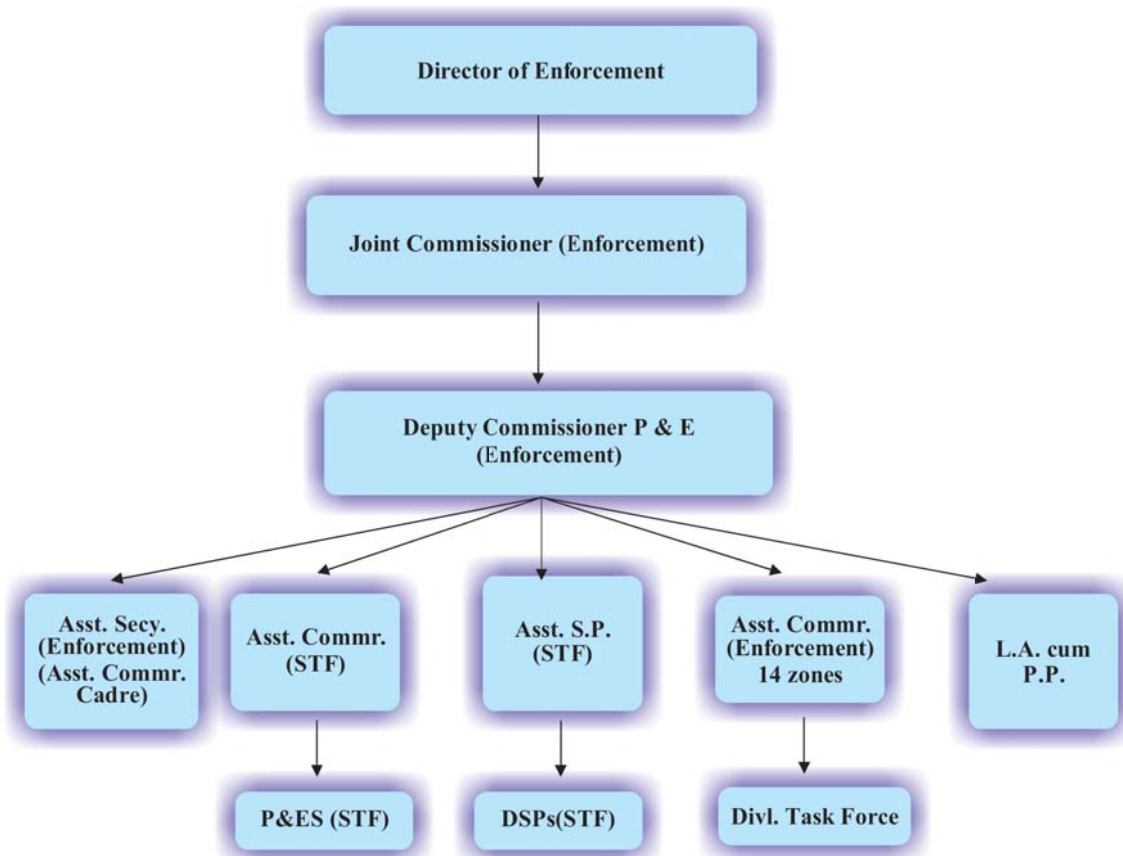 Director of Enforcement
Joint Commissioner (Enforcement)
Deputy Commissioner P & E
(Enforcement)
Asst. Secy.
(Enforcement)
(Asst. Commr.
Cadre)
Asst. Commr.
(STF)
Asst. S.P.
(STF)
Asst. Commr.
(Enforcement)
14 zones
L.A. cum
P.P.
P&ES (STF)
DSPs(STF)
Divl. Task Force